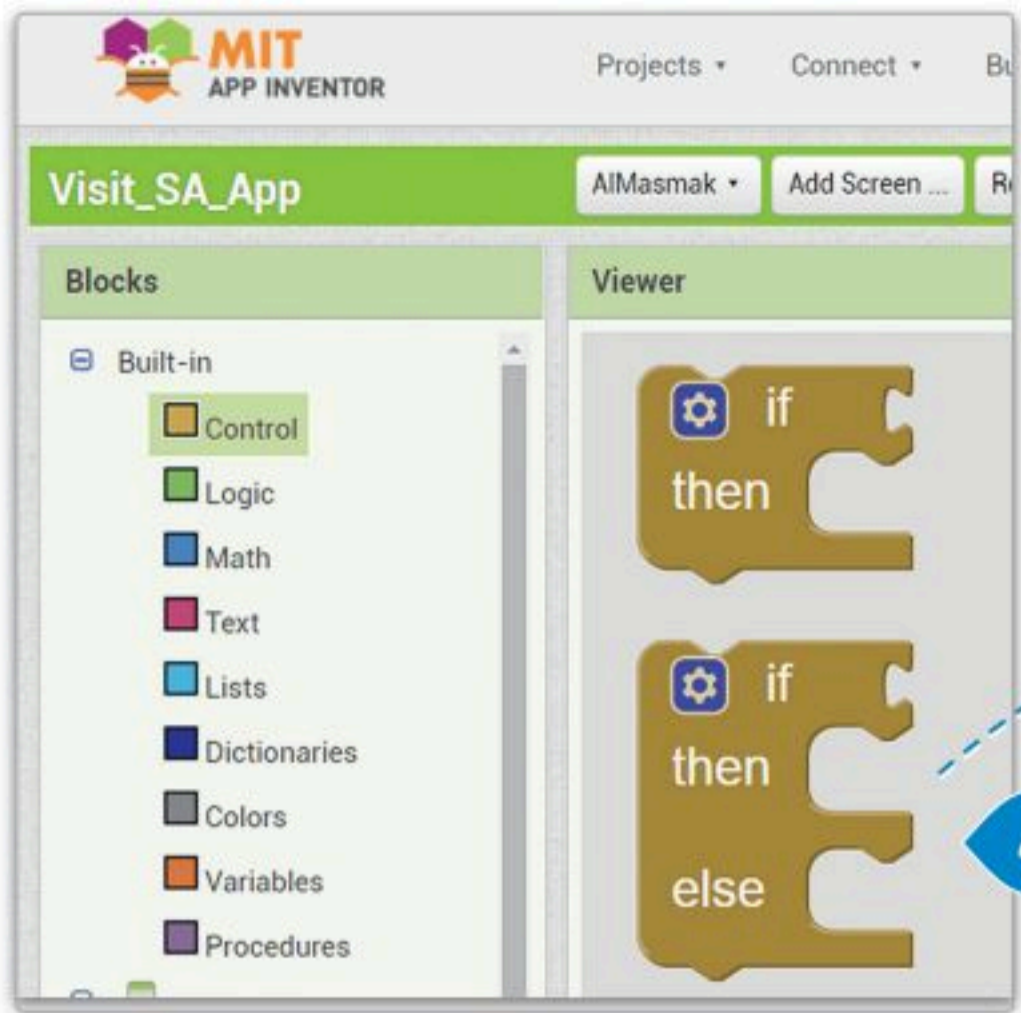 MIT
APP INVENTOR
Projects
Connect
Visit_SA_App
AlMasmak
Add Screen ...
Blocks
Viewer
Built-in
Control
Logic
Math
Text
Lists
Dictionaries
Colors
Variables
Procedures
if
then
if
then
else